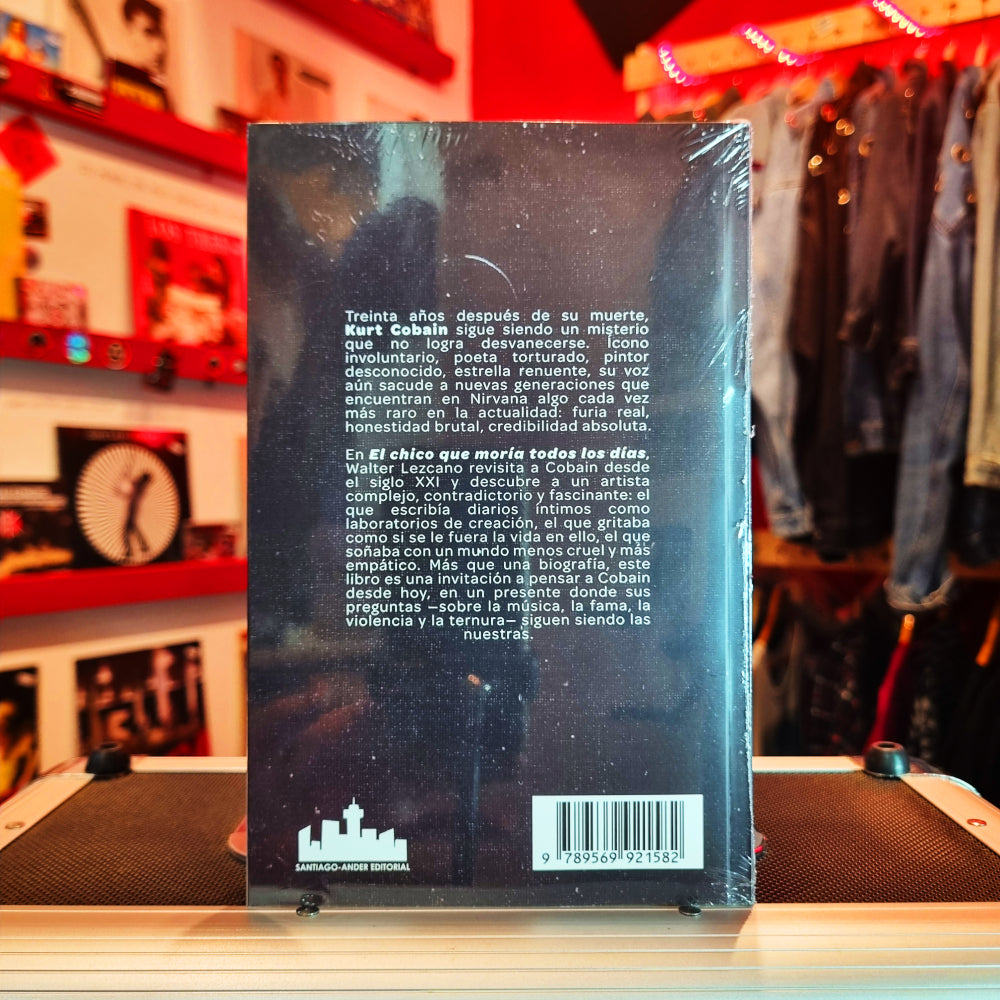 Treinta años después de su muerte,
Kurt Cobain sigue siendo un misterio
que no logra desvanecerse. Ícono
involuntario, poeta torturado, pintor
desconocido, estrella renuente, su voz
aún sacude a nuevas generaciones que
encuentran en Nirvana algo cada vez
más raro en la actualidad: furia real,
honestidad brutal, credibilidad absoluta.
En El chico que moría todos los días,
Walter Lezcano revisita a Cobain desde
el siglo XXI y descubre a un artista
complejo, contradictorio y fascinante: el
que escribía diarios íntimos como
laboratorios de creación, el que gritaba
como si se le fuera la vida en ello, el que
soñaba con un mundo menos cruel y más
empático. Más que una biografía, este
libro es una invitación a pensar a Cobain
desde hoy, en un presente donde sus
preguntas —sobre la música, la fama, la
violencia y la ternura— siguen siendo las
nuestras.
SANTIAGO-ANDER EDITORIAL
9 789569 921582